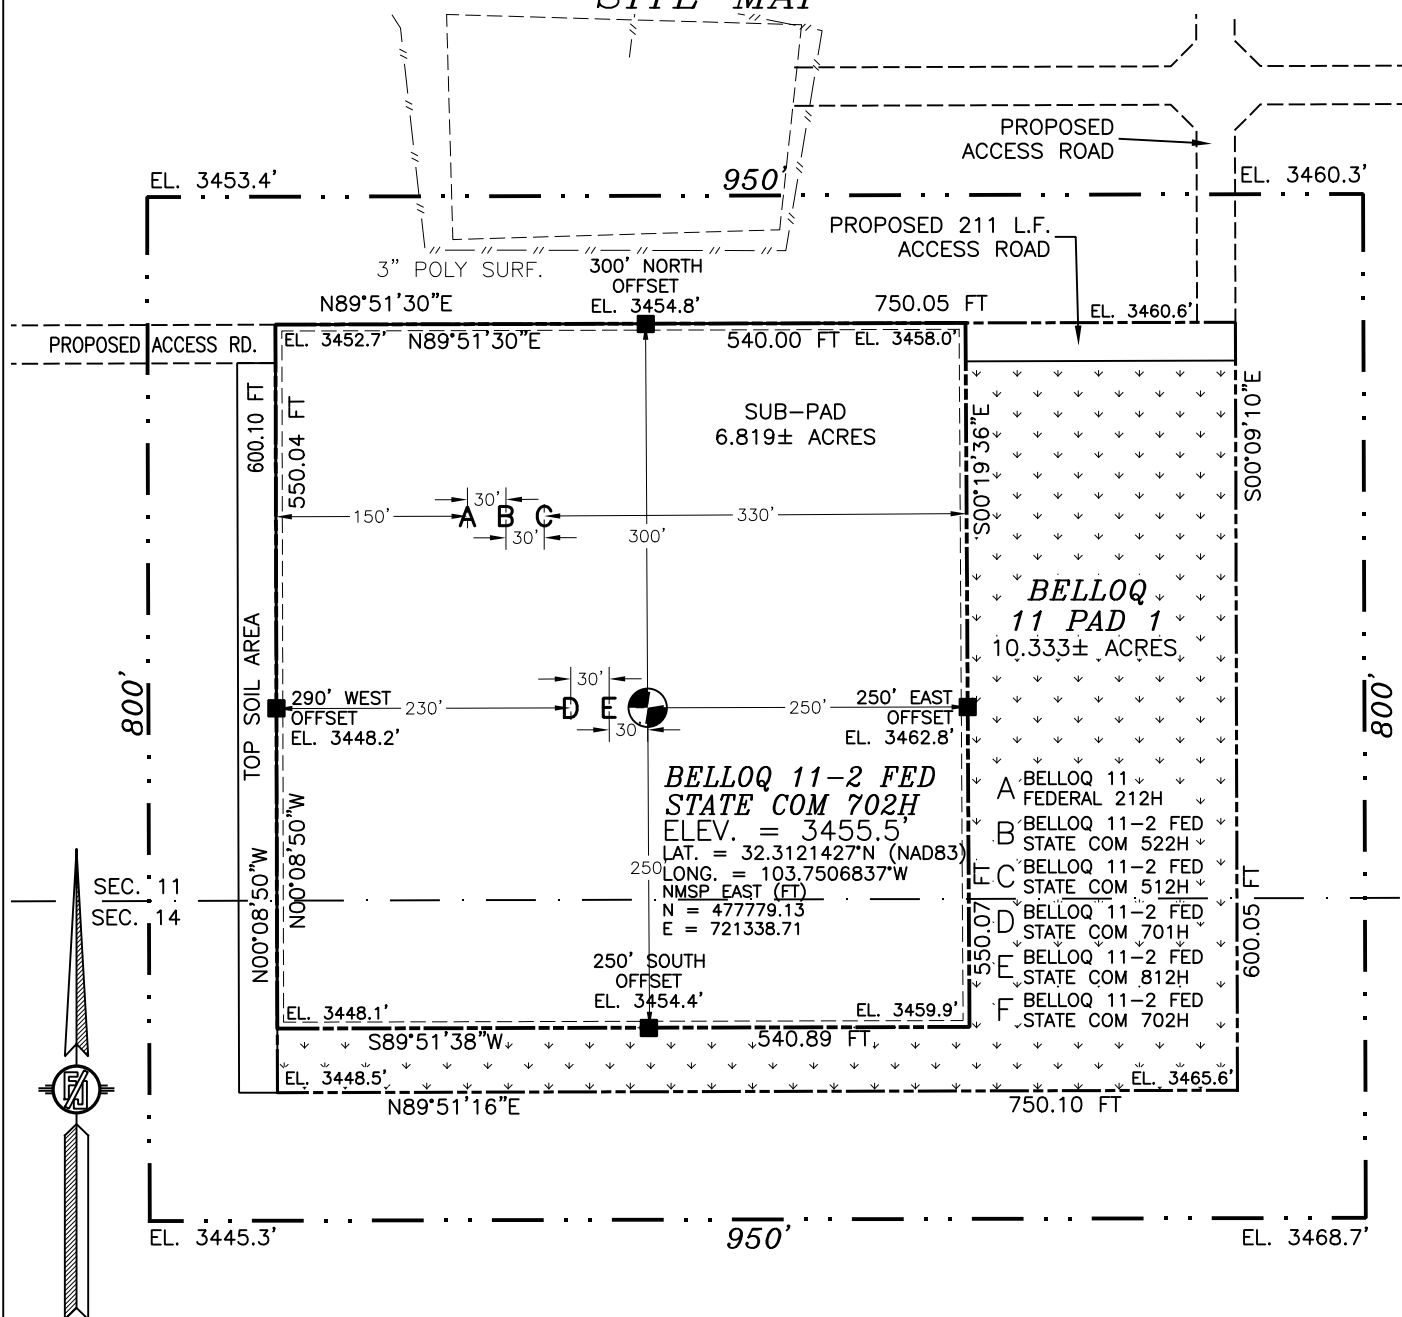 SITE MAP
PROPOSED
ACCESS ROAD
EL. 3453.4'
950'
EL. 3460.3'
PROPOSED 211 L.F.
ACCESS ROAD
3" POLY SURF.
300' NORTH
OFFSET
EL. 3454.8'
N89°51'30"E
750.05 FT
EL. 3460.6'
PROPOSED ACCESS RD.
EL. 3452.7'
N89°51'30"E
540.00 FT
EL. 3458.0'
600.10 FT
550.04 FT
SUB-PAD
6.819± ACRES
S00°19'36"E
S00°09'10"E
30'
150'
A B C
330'
30'
300'
BELLOQ
11 PAD 1
10.333± ACRES
TOP SOIL AREA
800'
30'
290' WEST
OFFSET
EL. 3448.2'
230'
D E
30'
250'
250' EAST
OFFSET
EL. 3462.8'
800'
BELLOQ 11-2 FED
STATE COM 702H
ELEV. = 3455.5'
LAT. = 32.3121427°N (NAD83)
LONG. = 103.7506837°W
NMSP EAST (FT)
N = 477779.13
E = 721338.71
250'
A BELLOQ 11
FEDERAL 212H
B BELLOQ 11-2 FED
STATE COM 522H
C BELLOQ 11-2 FED
STATE COM 512H
D BELLOQ 11-2 FED
STATE COM 701H
E BELLOQ 11-2 FED
STATE COM 812H
F BELLOQ 11-2 FED
STATE COM 702H
N00°08'50"W
N00°08'50"W
SEC. 11
SEC. 14
550.07 FT
600.05 FT
250' SOUTH
OFFSET
EL. 3454.4'
EL. 3448.1'
EL. 3459.9'
S89°51'38"W
540.89 FT
EL. 3448.5'
EL. 3465.6'
N89°51'16"E
750.10 FT
EL. 3445.3'
950'
EL. 3468.7'